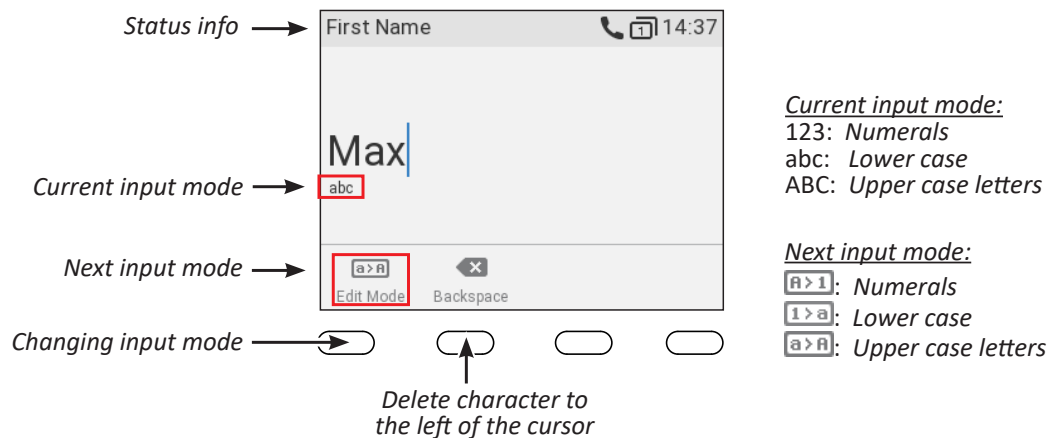 Status info
First Name
1
14:37
Max
Current input mode
abc
Next input mode
a>A
Edit Mode
Backspace
Changing input mode
Delete character to
the left of the cursor
Current input mode:
123: Numerals
abc: Lower case
ABC: Upper case letters
Next input mode:
A>1: Numerals
1>a: Lower case
a>A: Upper case letters